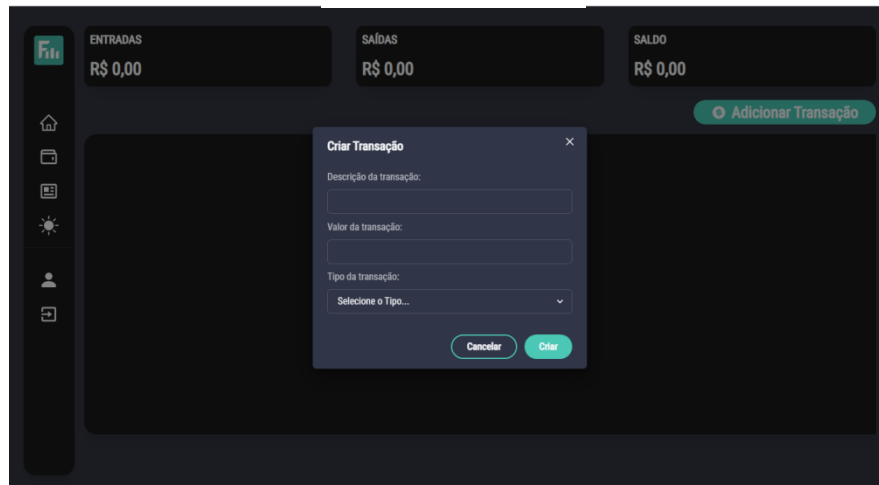 ENTRADAS
R$ 0,00
SAÍDAS
R$ 0,00
SALDO
R$ 0,00
Adicionar Transação
Criar Transação
Descrição da transação:
Valor da transação:
Tipo da transação:
Selecione o Tipo...
Cancelar
Criar